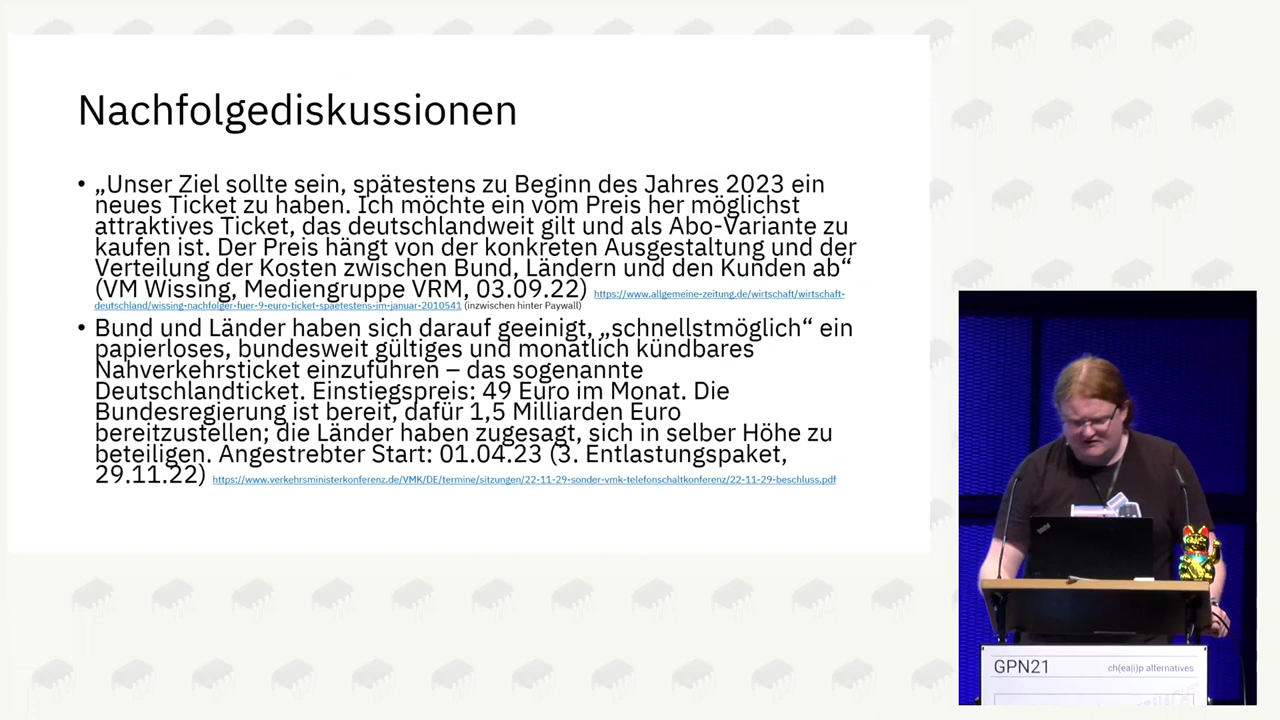 Nachfolgediskussionen
• „Unser Ziel sollte sein, spätestens zu Beginn des Jahres 2023 ein
neues Ticket zu haben. Ich möchte ein vom Preis her möglichst
attraktives Ticket, das deutschlandweit gilt und als Abo-Variante zu
kaufen ist. Der Preis hängt von der konkreten Ausgestaltung und der
Verteilung der Kosten zwischen Bund, Ländern und den Kunden ab“
(VM Wissing, Mediengruppe VRM, 03.09.22) https://www.allgemeine-zeitung.de/wirtschaft/wirtschaft-
deutschland/wissing-nachfolger-fuer-9-euro-ticket-spaetestens-im-januar-2010541 (inzwischen hinter Paywall)
• Bund und Länder haben sich darauf geeinigt, „schnellstmöglich“ ein
papierloses, bundesweit gültiges und monatlich kündbares
Nahverkehrsticket einzuführen – das sogenannte
Deutschlandticket. Einstiegspreis: 49 Euro im Monat. Die
Bundesregierung ist bereit, dafür 1,5 Milliarden Euro
bereitzustellen; die Länder haben zugesagt, sich in selber Höhe zu
beteiligen. Angestrebter Start: 01.04.23 (3. Entlastungspaket,
29.11.22) https://www.verkehrsministerkonferenz.de/VMK/DE/termine/sitzungen/22-11-29-sonder-vmk-telefonschaltkonferenz/22-11-29-beschluss.pdf
GPN21 ch(ea|i)p alternatives